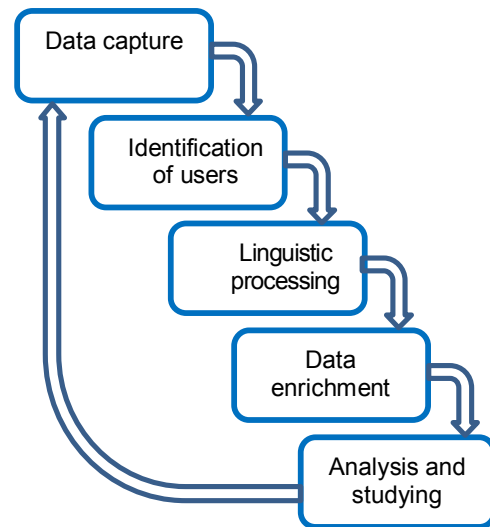 Data capture
Identification
of users
Linguistic
processing
Data
enrichment
Analysis and
studying